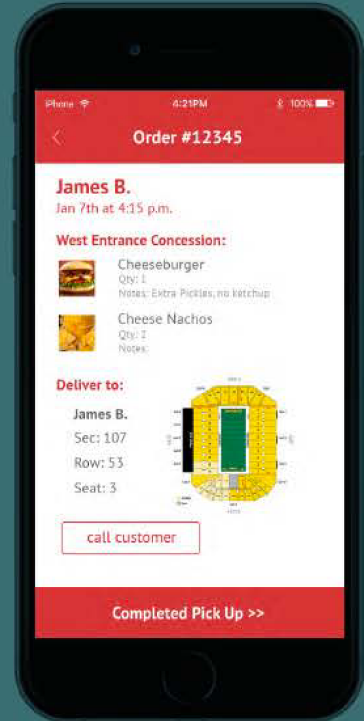 iPhone
4:21PM
100%
Order #12345
James B.
Jan 7th at 4:15 p.m.
West Entrance Concession:
Cheeseburger
Qty: 1
Notes: Extra Pickles, no ketchup
Cheese Nachos
Qty: 2
Notes:
Deliver to:
James B.
Sec: 107
Row: 53
Seat: 3
call customer
Completed Pick Up >>